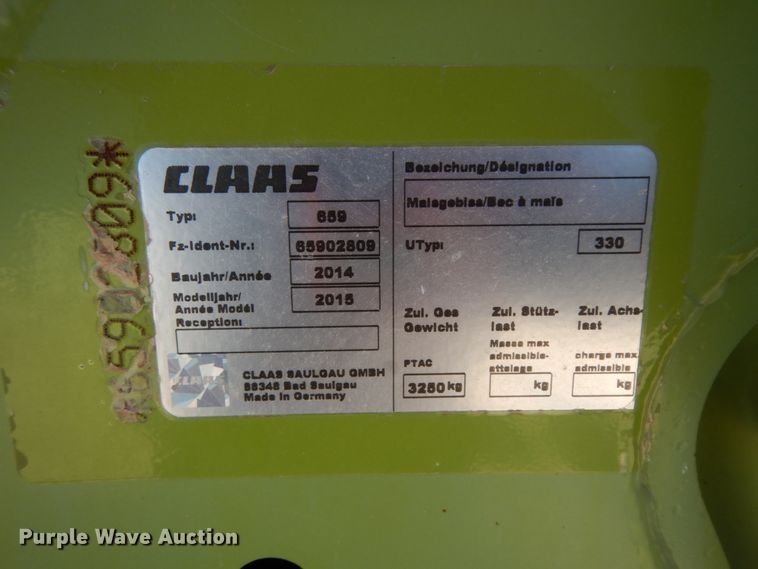 *65902809*
CLAAS
Typ: 659
Fz-Ident-Nr.: 65902809
Baujahr/Année 2014
Modelljahr/
Année Modél 2015
Reception:
CLAAS
CLAAS SAULGAU GMBH
88348 Bad Saulgau
Made in Germany
Bezeichung/Désignation
Maisgebiss/Bec à maïs
UTyp: 330
Zul. Ges
Gewicht
PTAC
3250 kg
Zul. Stütz-
last
Masse max
admissible-
attelage
kg
Zul. Achs-
last
charge max
admissible
kg
Purple Wave Auction